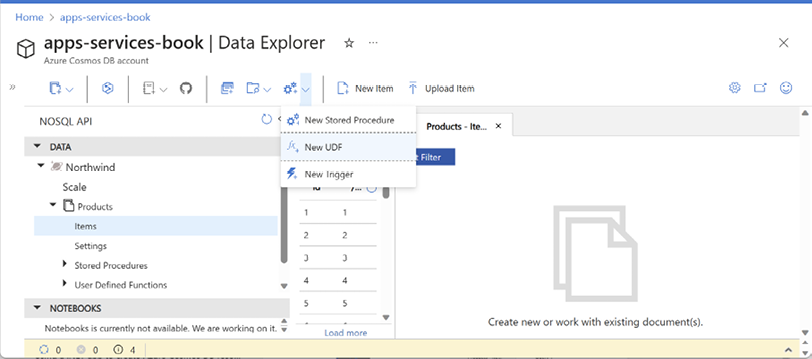 Home > apps-services-book
apps-services-book | Data Explorer
Azure Cosmos DB account
New Item
Upload Item
NOSQL API
New Stored Procedure
New UDF
New Trigger
Products - Ite...
Filter
DATA
Northwind
Scale
Products
Items
Settings
Stored Procedures
User Defined Functions
id /...
1 1
2 2
3 3
4 4
5 5
Load more
Create new or work with existing document(s).
NOTEBOOKS
Notebooks is currently not available. We are working on it.
0 0 4